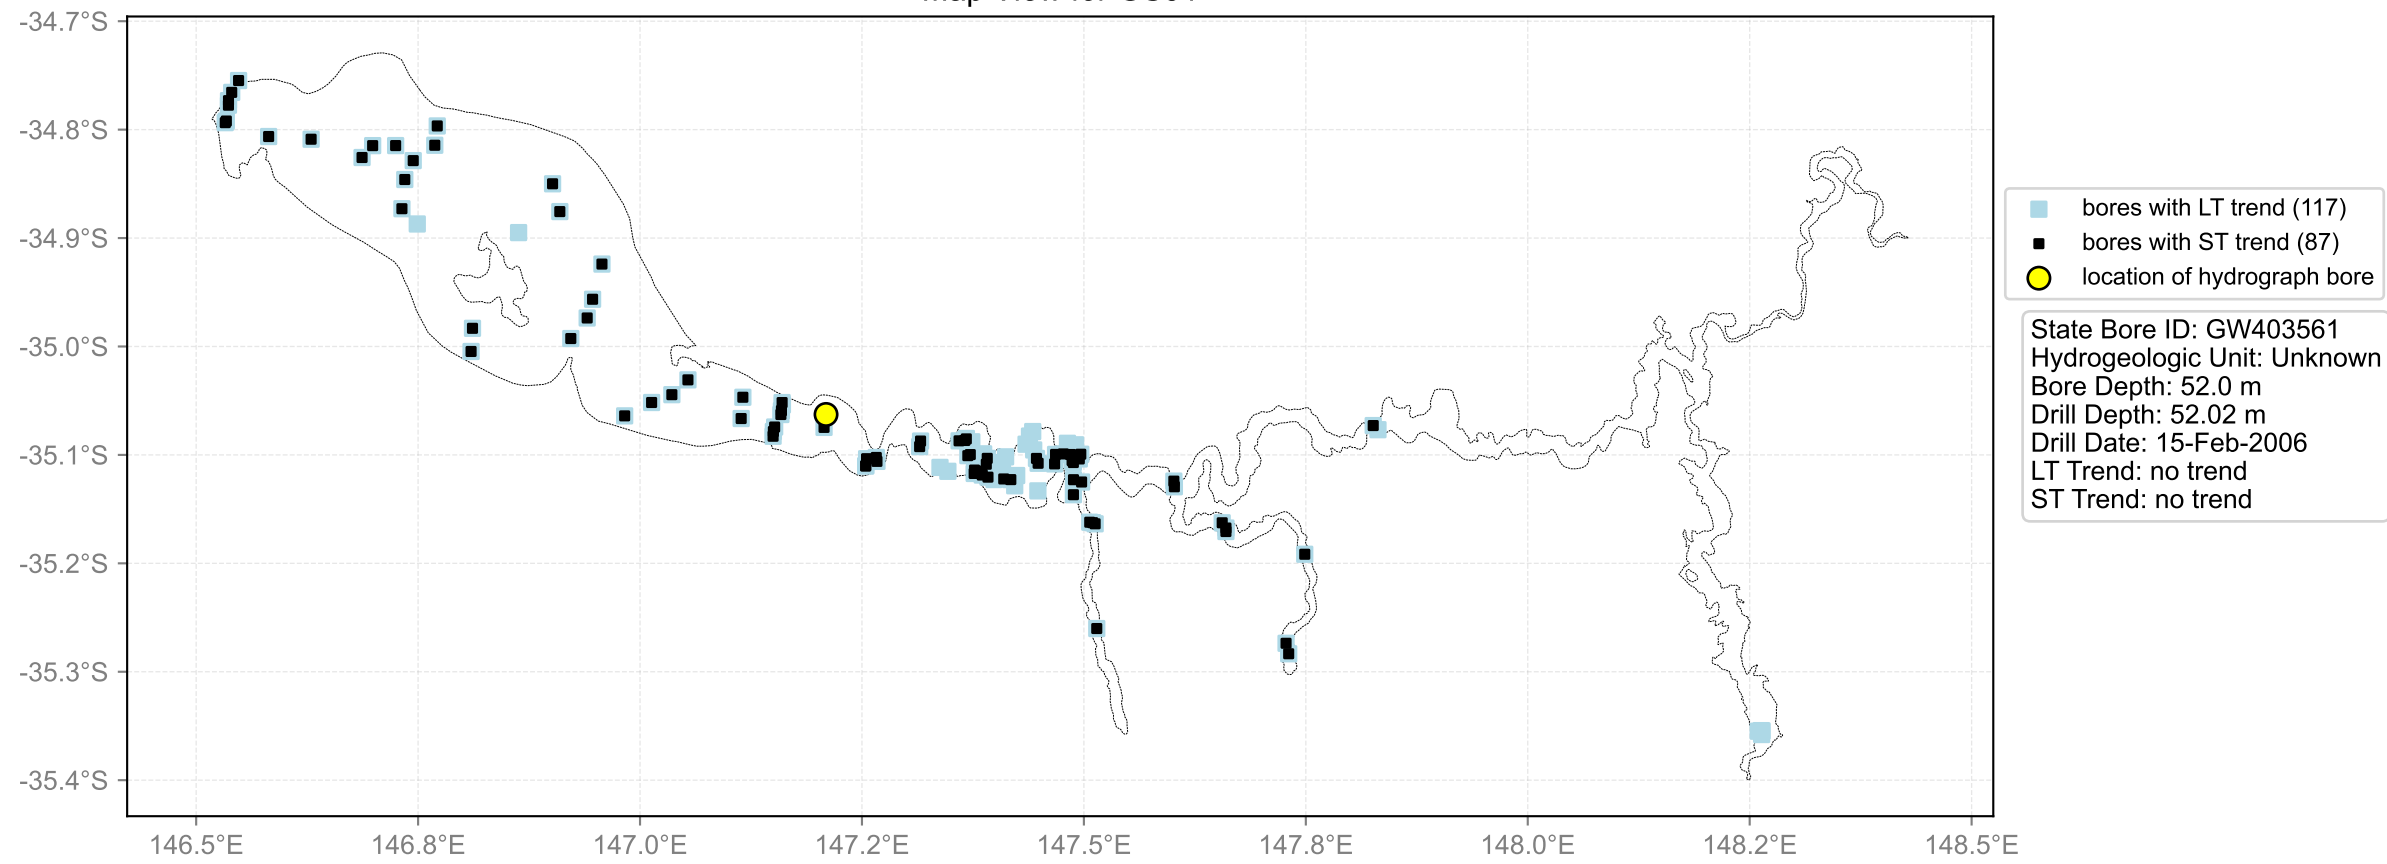 -34.7°S
-34.8°S
-34.9°S
-35.0°S
-35.1°S
-35.2°S
-35.3°S
-35.4°S
146.5°E
146.8°E
147.0°E
147.2°E
147.5°E
147.8°E
148.0°E
148.2°E
148.5°E
bores with LT trend (117)
bores with ST trend (87)
location of hydrograph bore
State Bore ID: GW403561
Hydrogeologic Unit: Unknown
Bore Depth: 52.0 m
Drill Depth: 52.02 m
Drill Date: 15-Feb-2006
LT Trend: no trend
ST Trend: no trend